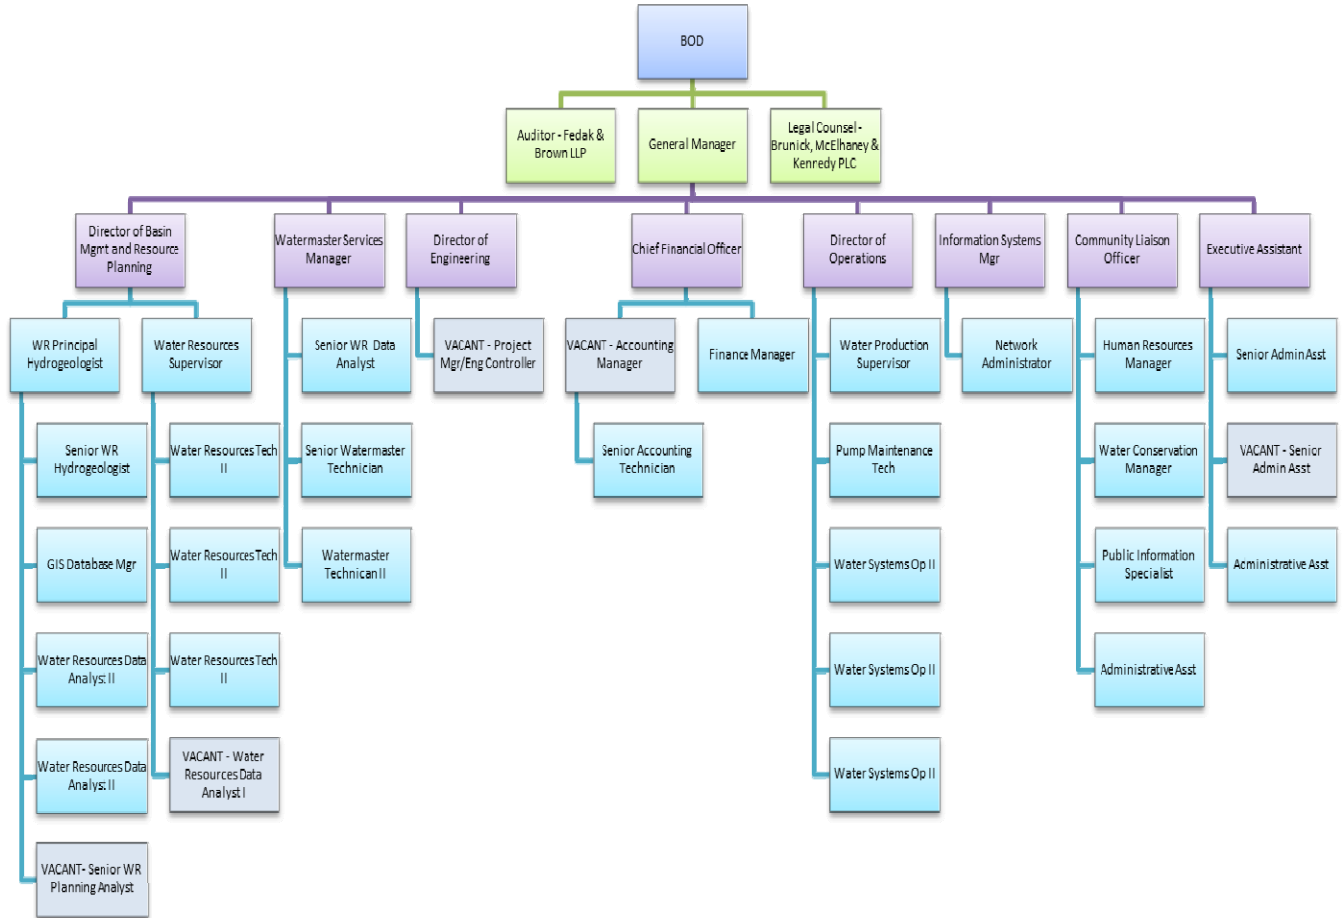 BOD
Auditor - Fedak &
Brown LLP
General Manager
Legal Counsel -
Brunick, McElhaney &
Kennedy PLC
Director of Basin
Mgmt and Resource
Planning
Watermaster Services
Manager
Director of
Engineering
Chief Financial Officer
Director of
Operations
Information Systems
Mgr
Community Liaison
Officer
Executive Assistant
WR Principal
Hydrogeologist
Water Resources
Supervisor
Senior WR Data
Analyst
VACANT - Project
Mgr/Eng Controller
VACANT - Accounting
Manager
Finance Manager
Water Production
Supervisor
Network
Administrator
Human Resources
Manager
Senior Admin Asst
Senior WR
Hydrogeologist
Water Resources Tech
II
Senior Watermaster
Technician
Senior Accounting
Technician
Pump Maintenance
Tech
Water Conservation
Manager
VACANT - Senior
Admin Asst
GIS Database Mgr
Water Resources Tech
II
Watermaster
Technican II
Water Systems Op II
Public Information
Specialist
Administrative Asst
Water Resources Data
Analyst II
Water Resources Tech
II
Water Systems Op II
Administrative Asst
Water Resources Data
Analyst II
VACANT - Water
Resources Data
Analyst I
Water Systems Op II
VACANT- Senior WR
Planning Analyst